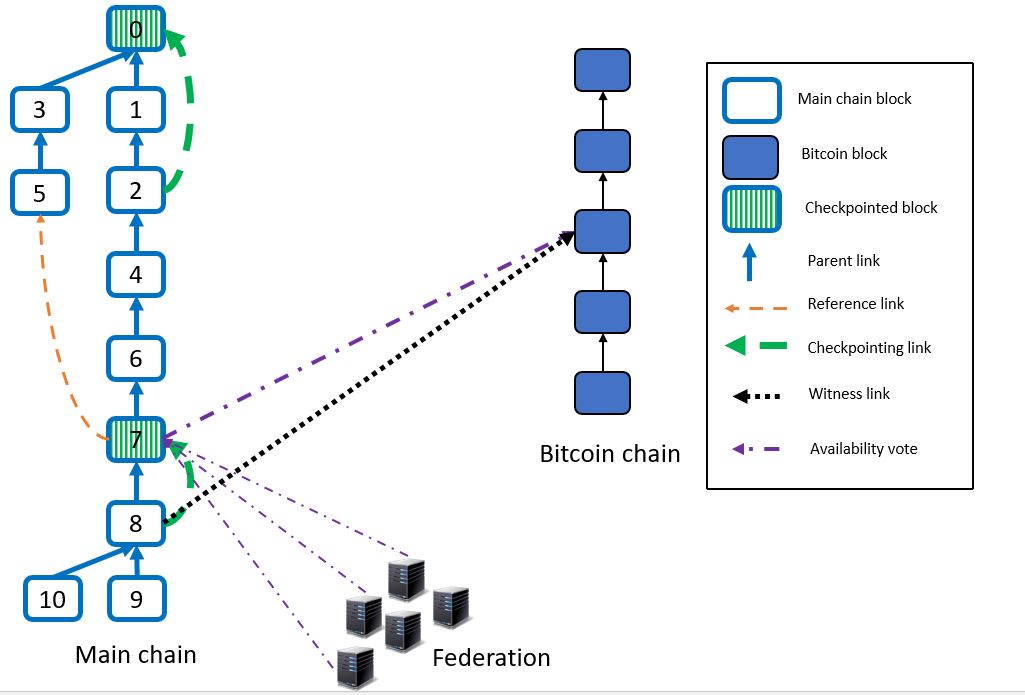 0
3
1
5
2
4
6
7
8
10
9
Main chain
Federation
Bitcoin chain
Main chain block
Bitcoin block
Checkpointed block
Parent link
Reference link
Checkpointing link
Witness link
Availability vote